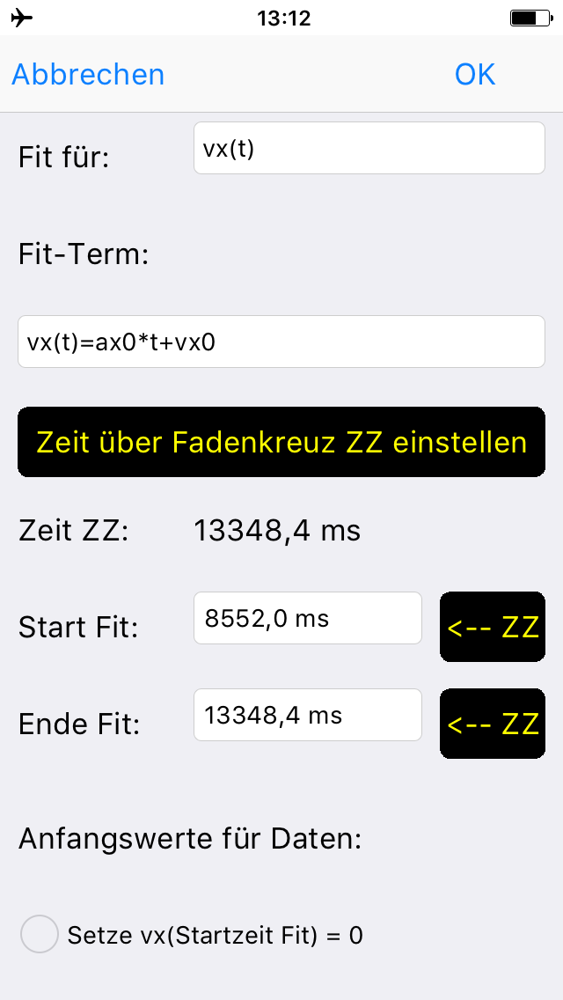 13:12
Abbrechen OK
Fit für: vx(t)
Fit-Term:
vx(t)=ax0*t+vx0
Zeit über Fadenkreuz ZZ einstellen
Zeit ZZ: 13348,4 ms
Start Fit: 8552,0 ms <-- ZZ
Ende Fit: 13348,4 ms <-- ZZ
Anfangswerte für Daten:
Setze vx(Startzeit Fit) = 0